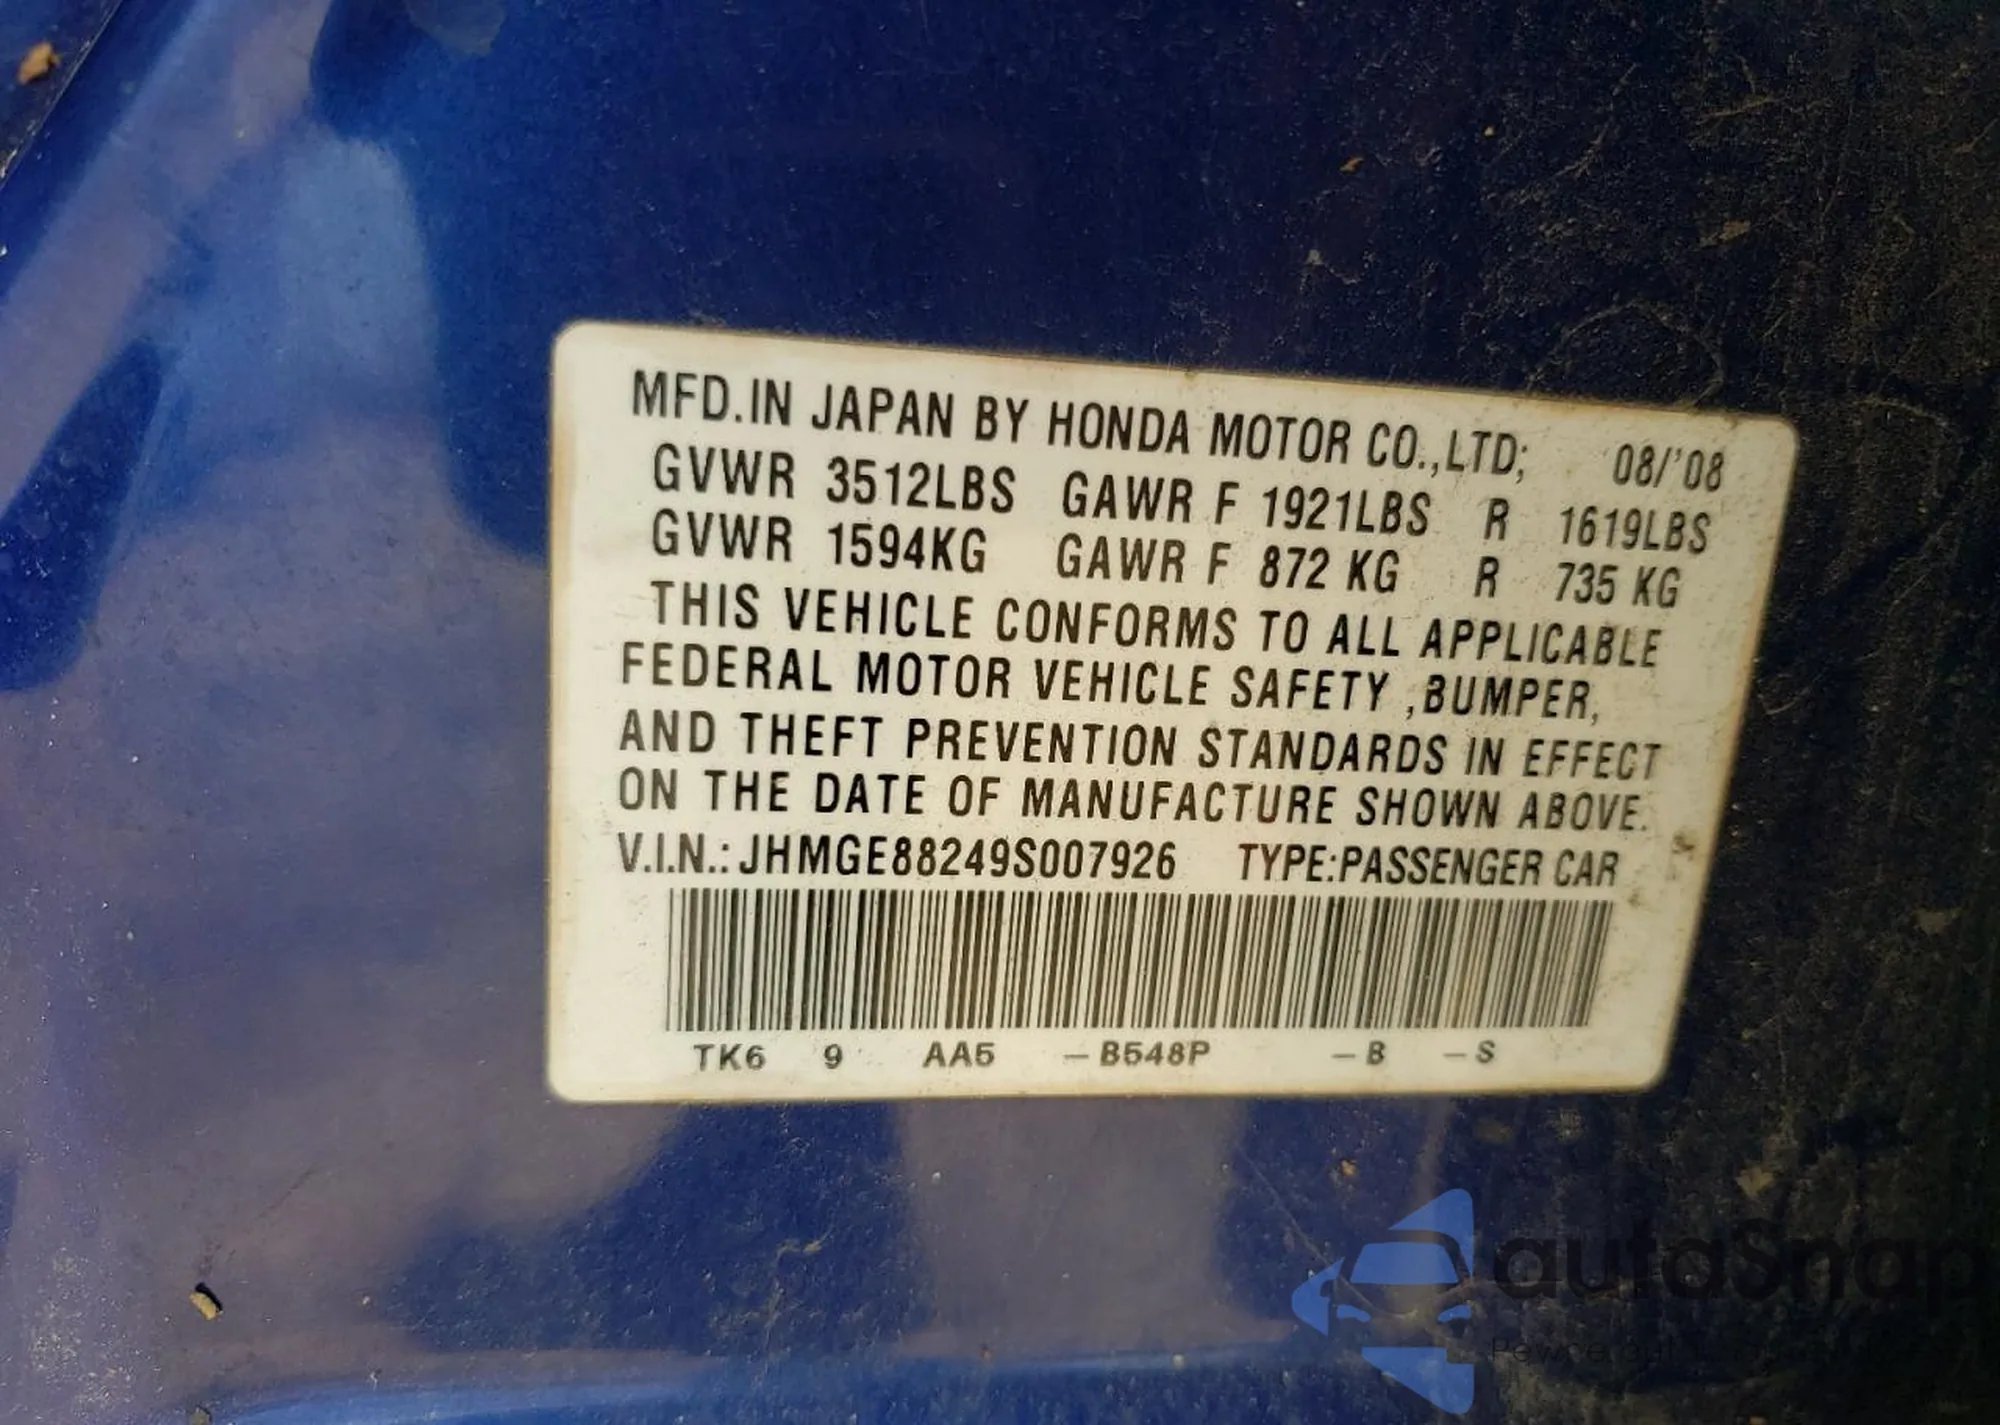 MFD.IN JAPAN BY HONDA MOTOR CO.,LTD; 08/'08
GVWR 3512LBS GAWR F 1921LBS R 1619LBS
GVWR 1594KG GAWR F 872 KG R 735 KG
THIS VEHICLE CONFORMS TO ALL APPLICABLE
FEDERAL MOTOR VEHICLE SAFETY ,BUMPER,
AND THEFT PREVENTION STANDARDS IN EFFECT
ON THE DATE OF MANUFACTURE SHOWN ABOVE.
V.I.N.: JHMGE88249S007926 TYPE:PASSENGER CAR
TK6 9 AA5 –B548P –B –S
autaSnap